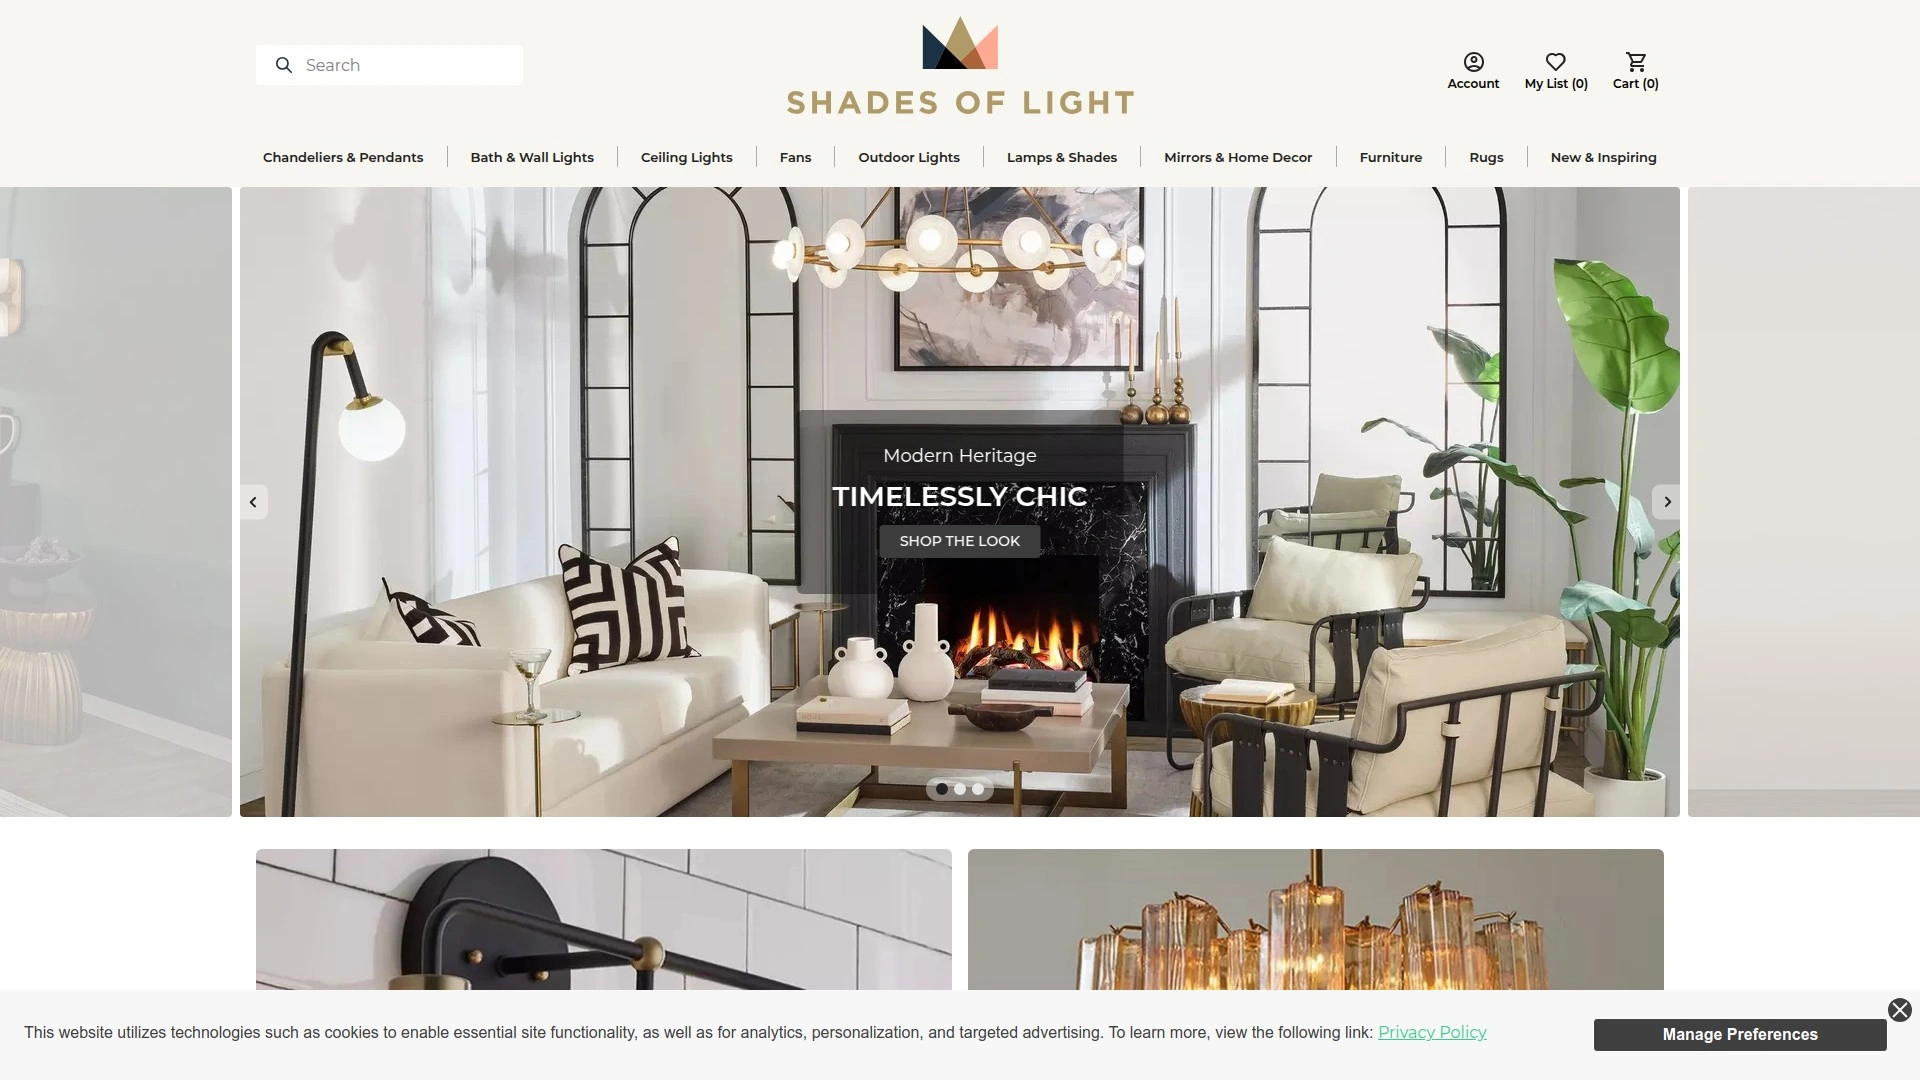 Search
SHADES OF LIGHT
Account
My List (0)
Cart (0)
Chandeliers & Pendants
Bath & Wall Lights
Ceiling Lights
Fans
Outdoor Lights
Lamps & Shades
Mirrors & Home Decor
Furniture
Rugs
New & Inspiring
Modern Heritage
TIMELESSLY CHIC
SHOP THE LOOK
This website utilizes technologies such as cookies to enable essential site functionality, as well as for analytics, personalization, and targeted advertising. To learn more, view the following link: Privacy Policy
Manage Preferences